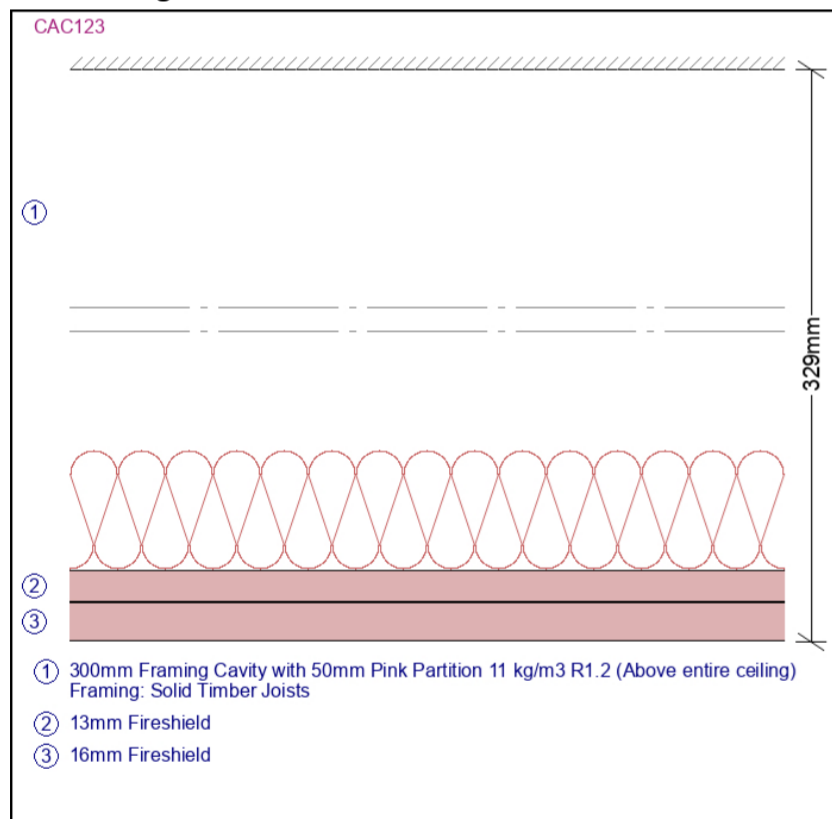 CAC123
1
329mm
2
3
1 300mm Framing Cavity with 50mm Pink Partition 11 kg/m3 R1.2 (Above entire ceiling)
Framing: Solid Timber Joists
2 13mm Fireshield
3 16mm Fireshield